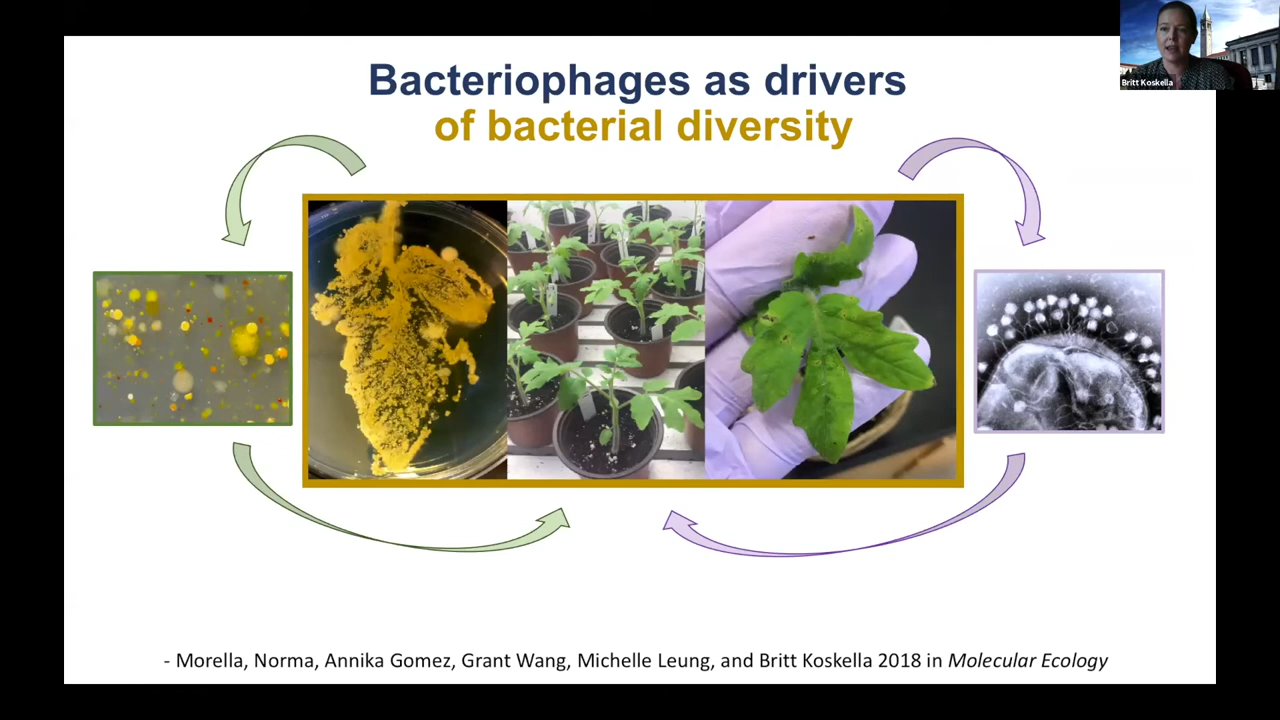 Bacteriophages as drivers
of bacterial diversity
Britt Koskella
- Morella, Norma, Annika Gomez, Grant Wang, Michelle Leung, and Britt Koskella 2018 in Molecular Ecology